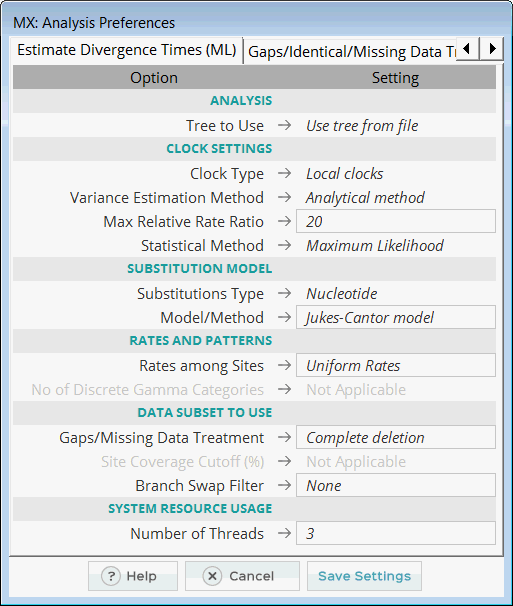 MX: Analysis Preferences
Estimate Divergence Times (ML) Gaps/Identical/Missing Data
Option Setting
ANALYSIS
Tree to Use → Use tree from file
CLOCK SETTINGS
Clock Type → Local clocks
Variance Estimation Method → Analytical method
Max Relative Rate Ratio → 20
Statistical Method → Maximum Likelihood
SUBSTITUTION MODEL
Substitutions Type → Nucleotide
Model/Method → Jukes-Cantor model
RATES AND PATTERNS
Rates among Sites → Uniform Rates
No of Discrete Gamma Categories → Not Applicable
DATA SUBSET TO USE
Gaps/Missing Data Treatment → Complete deletion
Site Coverage Cutoff (%) → Not Applicable
Branch Swap Filter → None
SYSTEM RESOURCE USAGE
Number of Threads → 3
? Help Cancel Save Settings